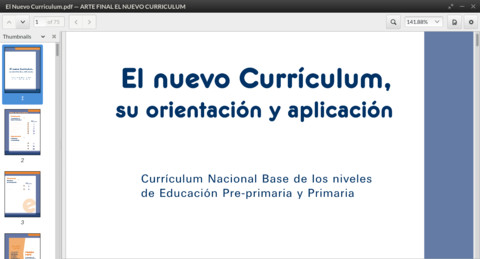 El Nuevo Curriculum.pdf — ARTE FINAL EL NUEVO CURRICULUM
1 of 75
141,88%
Thumbnails
1
2
3
El nuevo Currículum,
su orientación y aplicación
Currículum Nacional Base de los niveles
de Educación Pre-primaria y Primaria